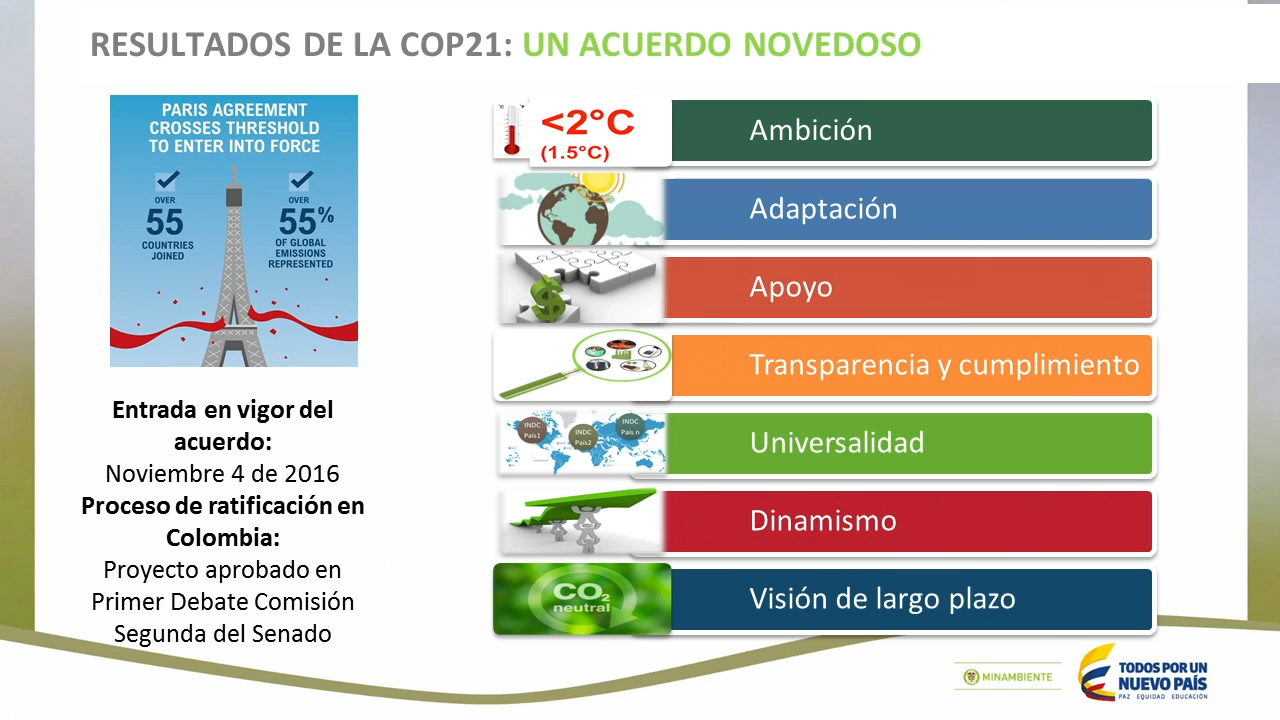 RESULTADOS DE LA COP21: UN ACUERDO NOVEDOSO
PARIS AGREEMENT
CROSSES THRESHOLD
TO ENTER INTO FORCE
OVER
55
COUNTRIES
JOINED
OVER
55%
OF GLOBAL
EMISSIONS
REPRESENTED
Entrada en vigor del
acuerdo:
Noviembre 4 de 2016
Proceso de ratificación en
Colombia:
Proyecto aprobado en
Primer Debate Comisión
Segunda del Senado
<2°C
(1.5°C)
Ambición
Adaptación
$
Apoyo
Transparencia y cumplimiento
INDC
País1
INDC
País2
INDC
País n
Universalidad
Dinamismo
CO2
neutral
Visión de largo plazo
MINAMBIENTE
TODOS POR UN
NUEVO PAÍS
PAZ EQUIDAD EDUCACIÓN